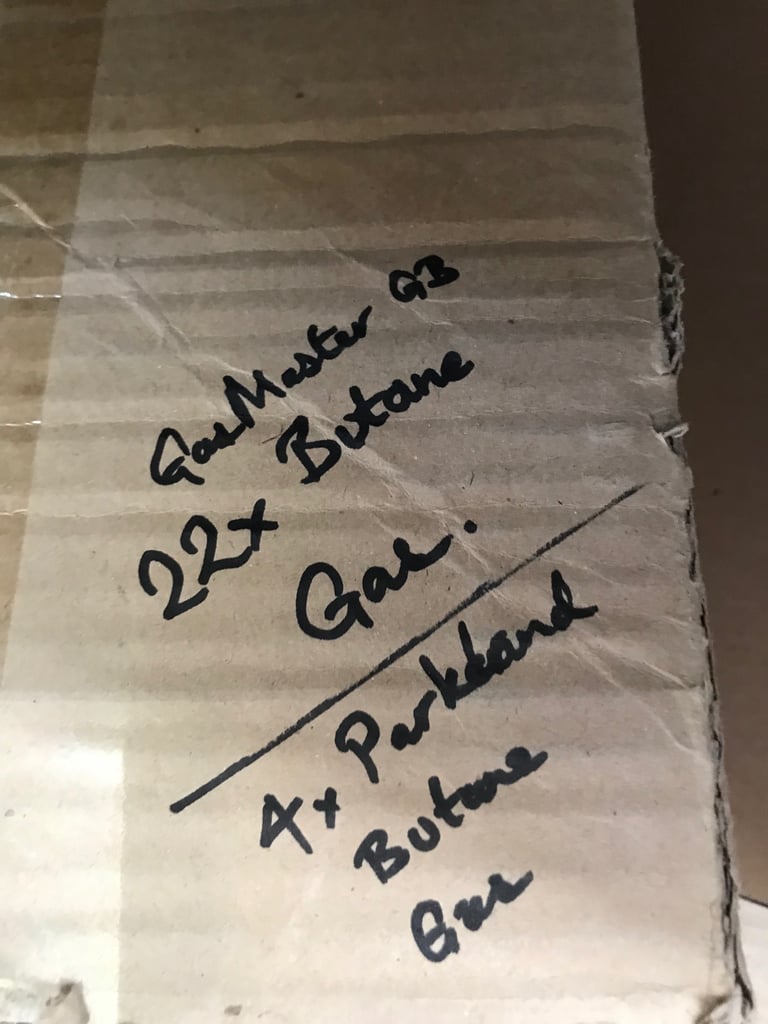 GasMaster GB
22x Butane
Gas.
4x Parkland
Butane
Gas